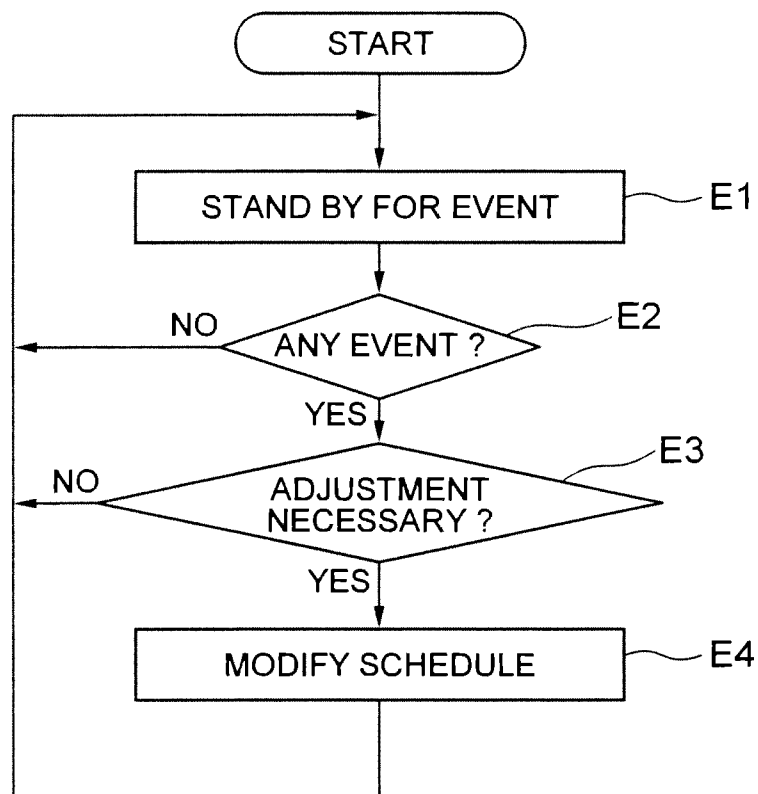 START
STAND BY FOR EVENT
E1
NO
ANY EVENT ?
E2
YES
NO
ADJUSTMENT
NECESSARY ?
E3
YES
MODIFY SCHEDULE
E4